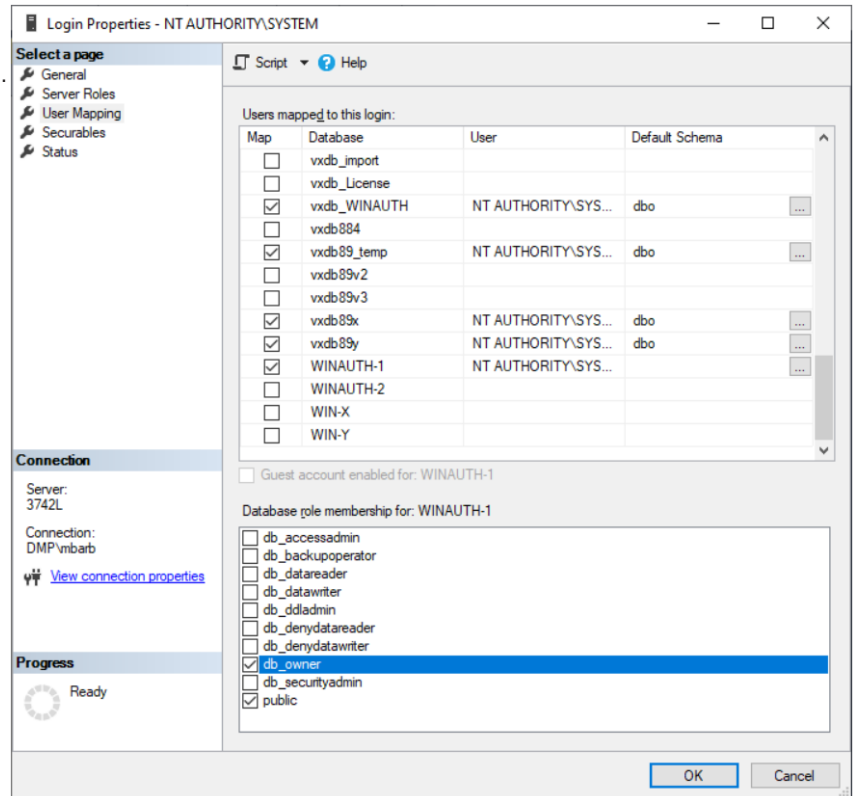 Login Properties - NT AUTHORITY\SYSTEM
Select a page
General
Server Roles
User Mapping
Securables
Status
Script
Help
Users mapped to this login:
Map Database User Default Schema
vxdb_import
vxdb_License
vxdb_WINAUTH NT AUTHORITY\SYS... dbo ...
vxdb884
vxdb89_temp NT AUTHORITY\SYS... dbo ...
vxdb89v2
vxdb89v3
vxdb89x NT AUTHORITY\SYS... dbo ...
vxdb89y NT AUTHORITY\SYS... dbo ...
WINAUTH-1 NT AUTHORITY\SYS... ...
WINAUTH-2
WIN-X
WIN-Y
Guest account enabled for: WINAUTH-1
Connection
Server:
3742L
Connection:
DMP\mbarb
View connection properties
Database role membership for: WINAUTH-1
db_accessadmin
db_backupoperator
db_datareader
db_datawriter
db_ddladmin
db_denydatareader
db_denydatawriter
db_owner
db_securityadmin
public
Progress
Ready
OK Cancel